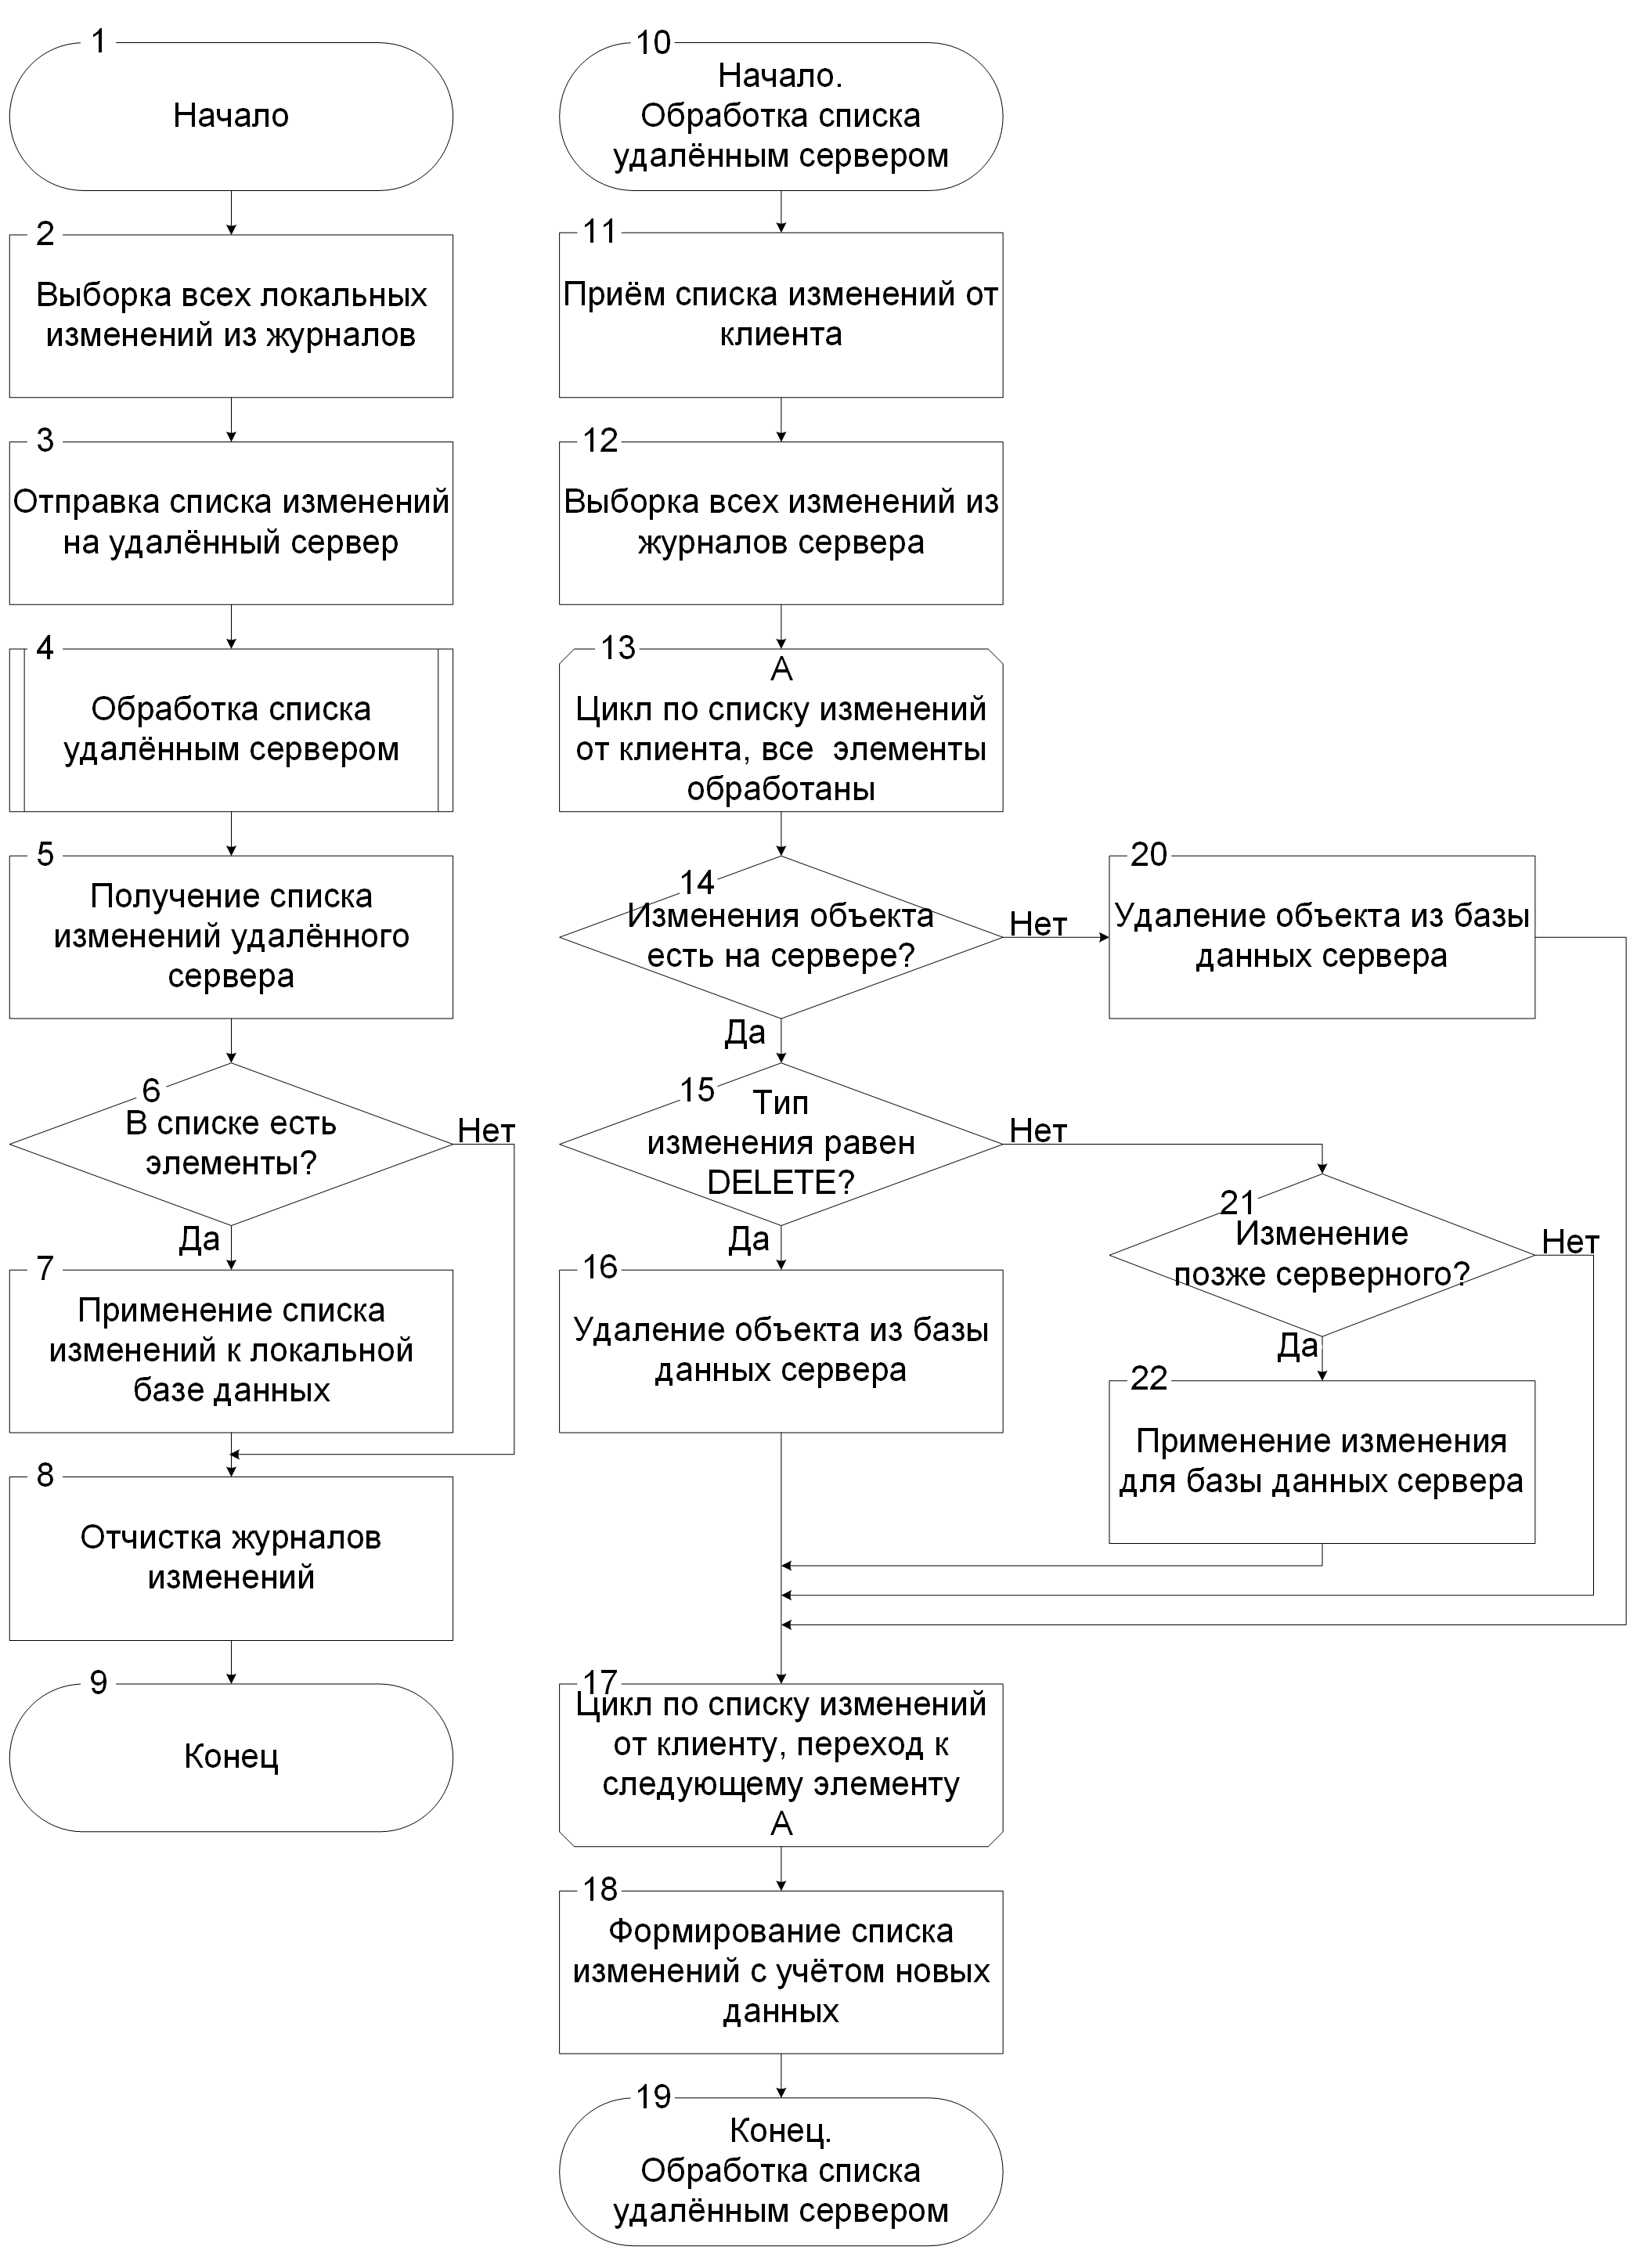 1
Начало
2
Выборка всех локальных
изменений из журналов
3
Отправка списка изменений
на удалённый сервер
4
Обработка списка
удалённым сервером
5
Получение списка
изменений удалённого
сервера
6
В списке есть
элементы?
Нет
Да
7
Применение списка
изменений к локальной
базе данных
8
Отчистка журналов
изменений
9
Конец
10
Начало.
Обработка списка
удалённым сервером
11
Приём списка изменений от
клиента
12
Выборка всех изменений из
журналов сервера
13
А
Цикл по списку изменений
от клиента, все элементы
обработаны
14
Изменения объекта
есть на сервере?
Нет
Да
15
Тип
изменения равен
DELETE?
Нет
Да
16
Удаление объекта из базы
данных сервера
17
Цикл по списку изменений
от клиенту, переход к
следующему элементу
А
18
Формирование списка
изменений с учётом новых
данных
19
Конец.
Обработка списка
удалённым сервером
20
Удаление объекта из базы
данных сервера
21
Изменение
позже серверного?
Нет
Да
22
Применение изменения
для базы данных сервера